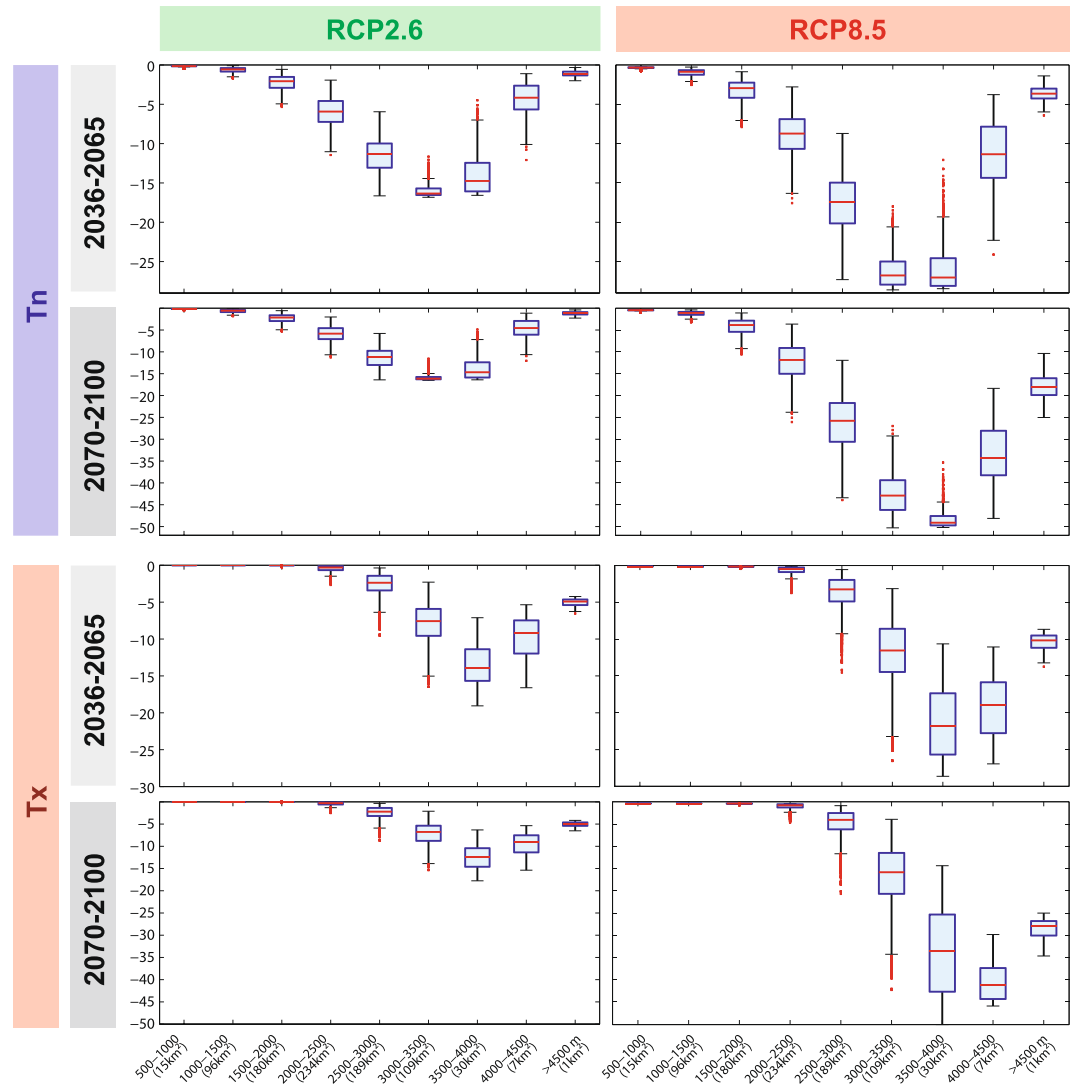 RCP2.6
RCP8.5
Tn
2036-2065
0
−5
−10
−15
−20
−25
2070-2100
−5
−10
−15
−20
−25
−30
−35
−40
−45
−50
Tx
2036-2065
0
−5
−10
−15
−20
−25
−30
2070-2100
−5
−10
−15
−20
−25
−30
−35
−40
−45
−50
500–1000
(15km²)
1000–1500
(96km²)
1500–2000
(180km²)
2000–2500
(234km²)
2500–3000
(189km²)
3000–3500
(109km²)
3500–4000
(30km²)
4000–4500
(7km²)
>4500 m
(1km²)
500–1000
(15km²)
1000–1500
(96km²)
1500–2000
(180km²)
2000–2500
(234km²)
2500–3000
(189km²)
3000–3500
(109km²)
3500–4000
(30km²)
4000–4500
(7km²)
>4500 m
(1km²)